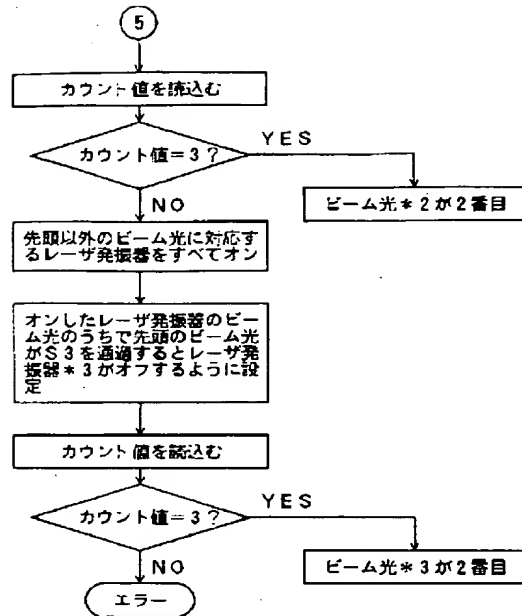 5
カウント値を読込む
カウント値＝3？
YES
ビーム光＊2が2番目
NO
先頭以外のビーム光に対応す
るレーザ発振器をすべてオン
オンしたレーザ発振器のビー
ム光のうちで先頭のビーム光
がS3を通過するとレーザ発
振器＊3がオフするように設
定
カウント値を読込む
カウント値＝3？
YES
ビーム光＊3が2番目
NO
エラー